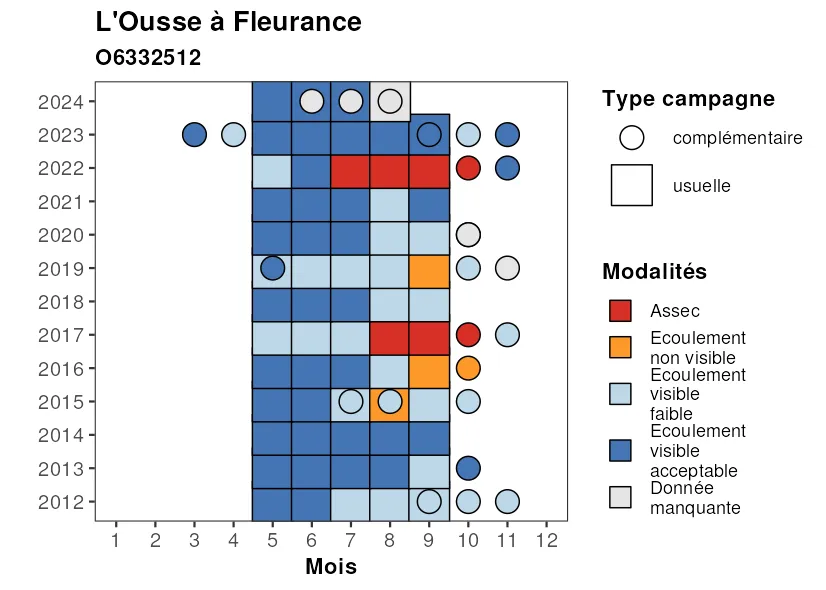 L'Ousse à Fleurance
O6332512
2024
2023
2022
2021
2020
2019
2018
2017
2016
2015
2014
2013
2012
1 2 3 4 5 6 7 8 9 10 11 12
Mois
Type campagne
complémentaire
usuelle
Modalités
Assec
Ecoulement
non visible
Ecoulement
visible
faible
Ecoulement
visible
acceptable
Donnée
manquante